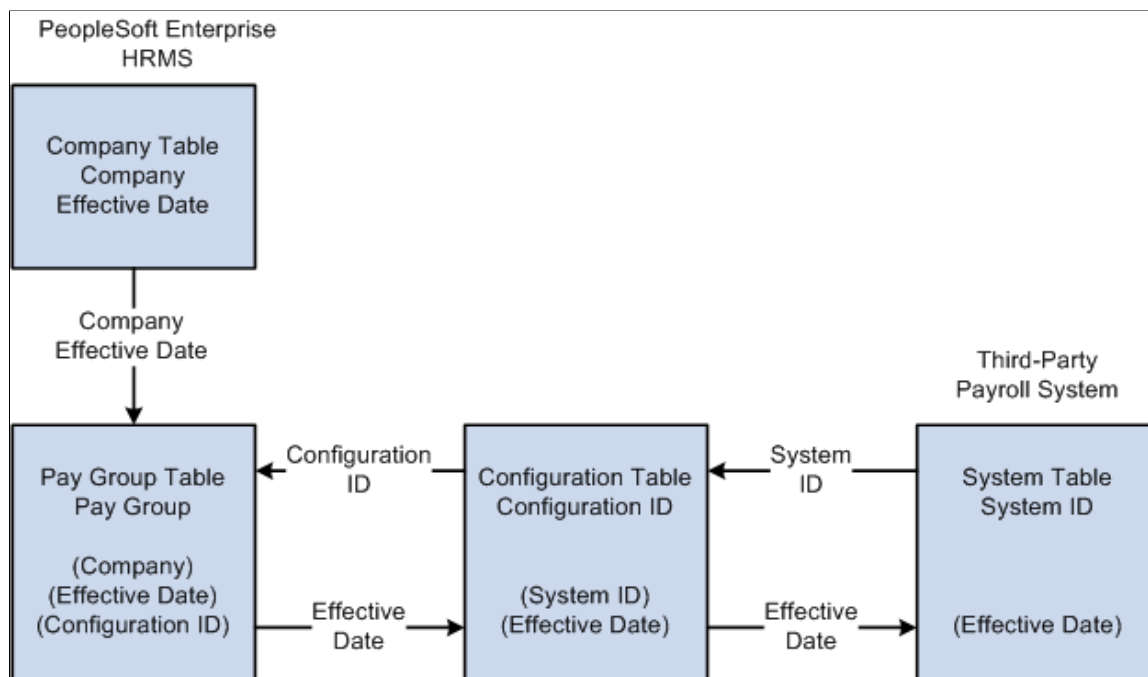 PeopleSoft Enterprise
HRMS
Company Table
Company
Effective Date
Company
Effective Date
Third-Party
Payroll System
Pay Group Table
Pay Group
(Company)
(Effective Date)
(Configuration ID)
Configuration
ID
Effective
Date
Configuration Table
Configuration ID
(System ID)
(Effective Date)
System
ID
Effective
Date
System Table
System ID
(Effective Date)